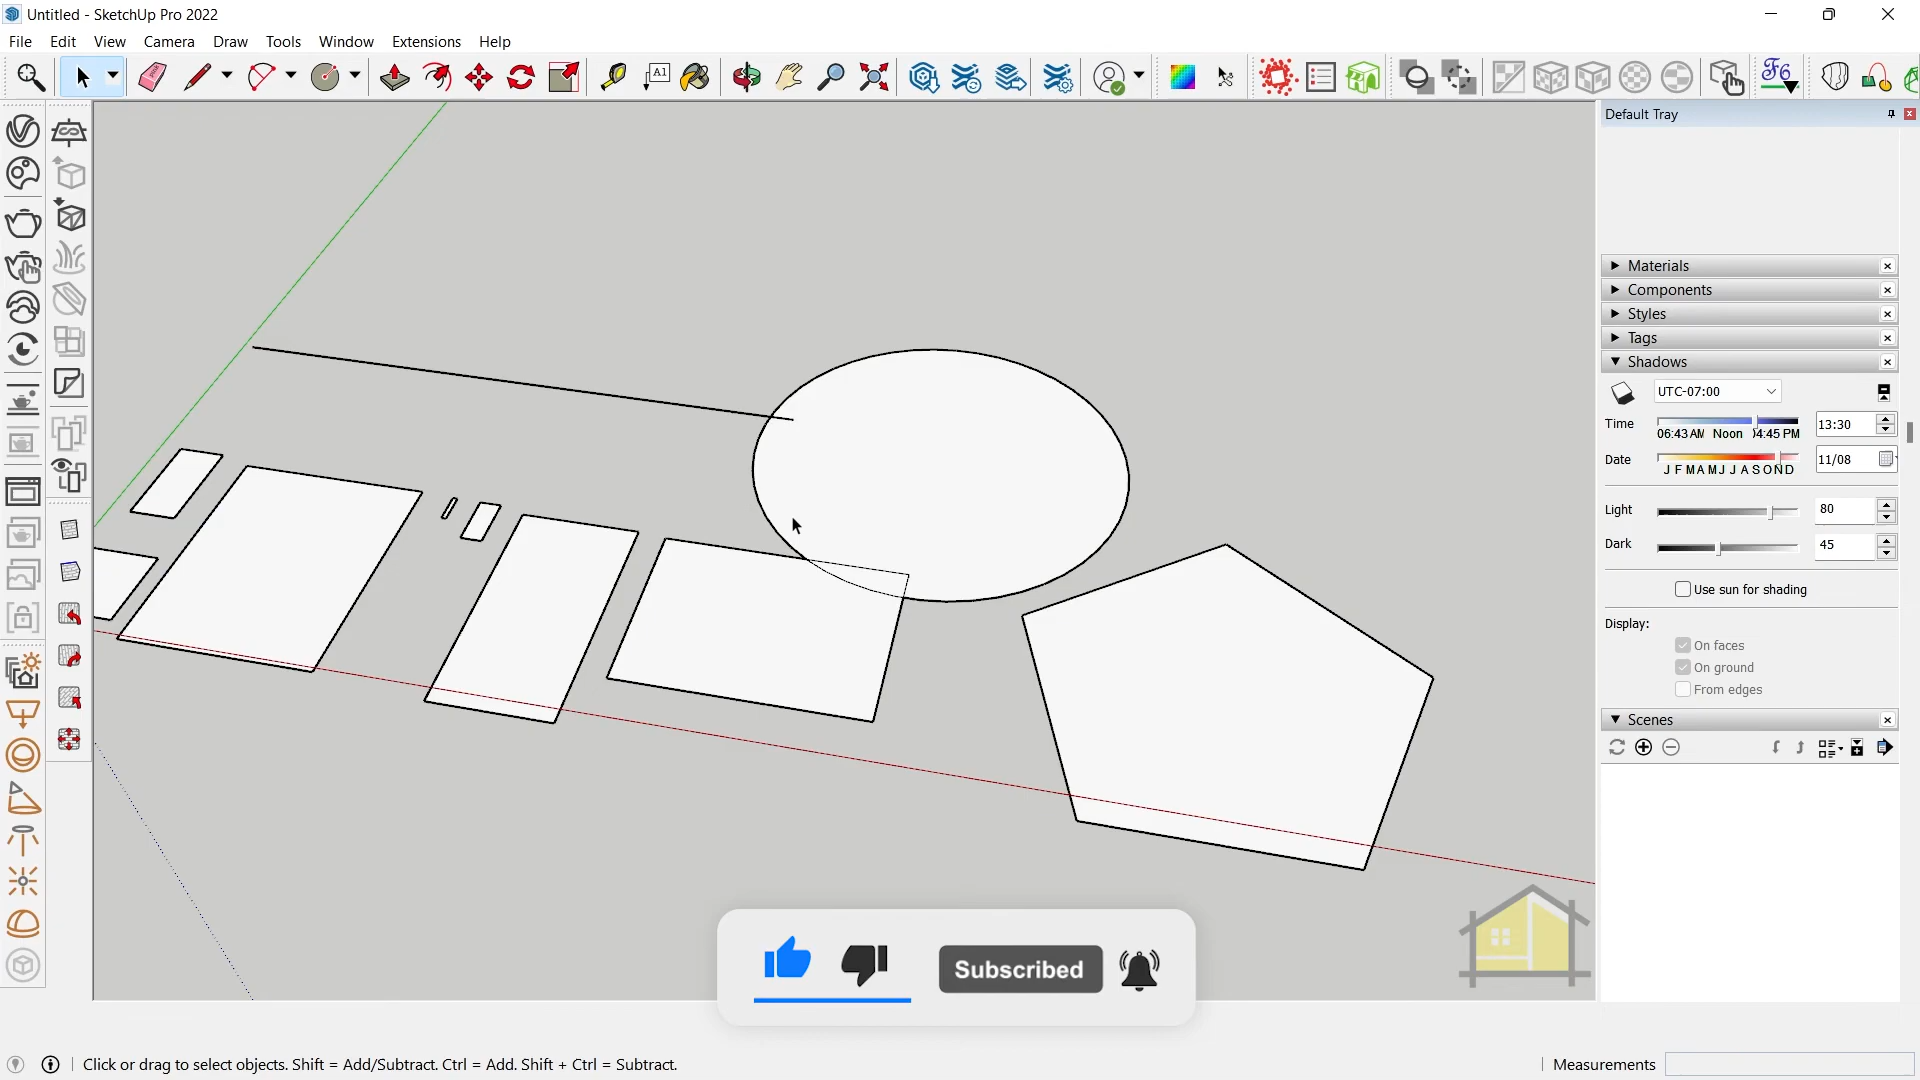 Untitled - SketchUp Pro 2022
File Edit View Camera Draw Tools Window Extensions Help
A1
Default Tray
Materials
Components
Styles
Tags
Shadows
UTC-07:00
Time 13:30
06:43 AM Noon 04:45 PM
Date 11/08
J F M A M J J A S O N D
Light 80
Dark 45
Use sun for shading
Display:
On faces
On ground
From edges
Scenes
Subscribed
Click or drag to select objects. Shift = Add/Subtract. Ctrl = Add. Shift + Ctrl = Subtract.
Measurements